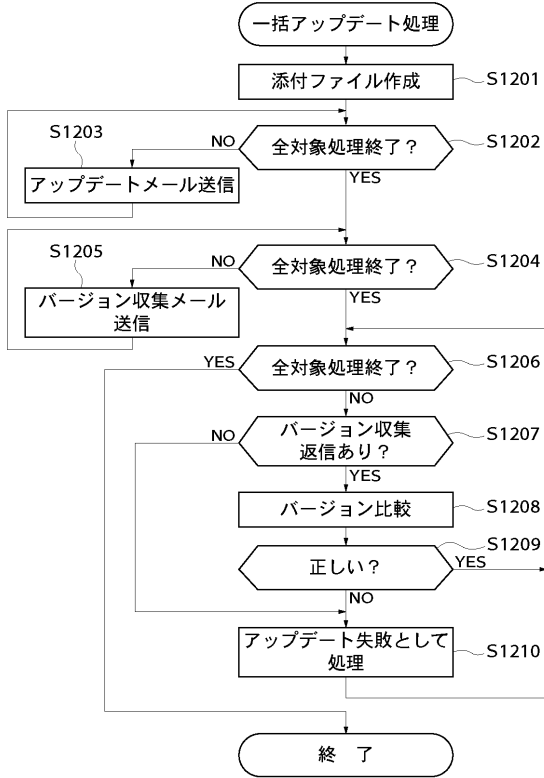 一括アップデート処理
添付ファイル作成
S1201
全対象処理終了？
S1202
NO
YES
S1203
アップデートメール送信
全対象処理終了？
S1204
NO
YES
S1205
バージョン収集メール
送信
全対象処理終了？
S1206
YES
NO
バージョン収集
返信あり？
S1207
NO
YES
バージョン比較
S1208
正しい？
S1209
YES
NO
アップデート失敗として
処理
S1210
終　了